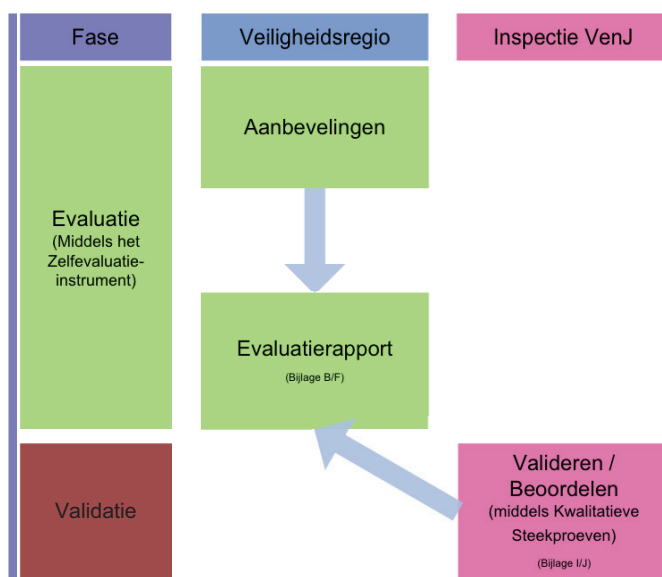 Fase
Veiligheidsregio
Inspectie VenJ
Aanbevelingen
Evaluatie
(Middels het
Zelfevaluatie-
instrument)
Evaluatierapport
(Bijlage B/F)
Validatie
Valideren /
Beoordelen
(middels Kwalitatieve
Steekproeven)
(Bijlage I/J)